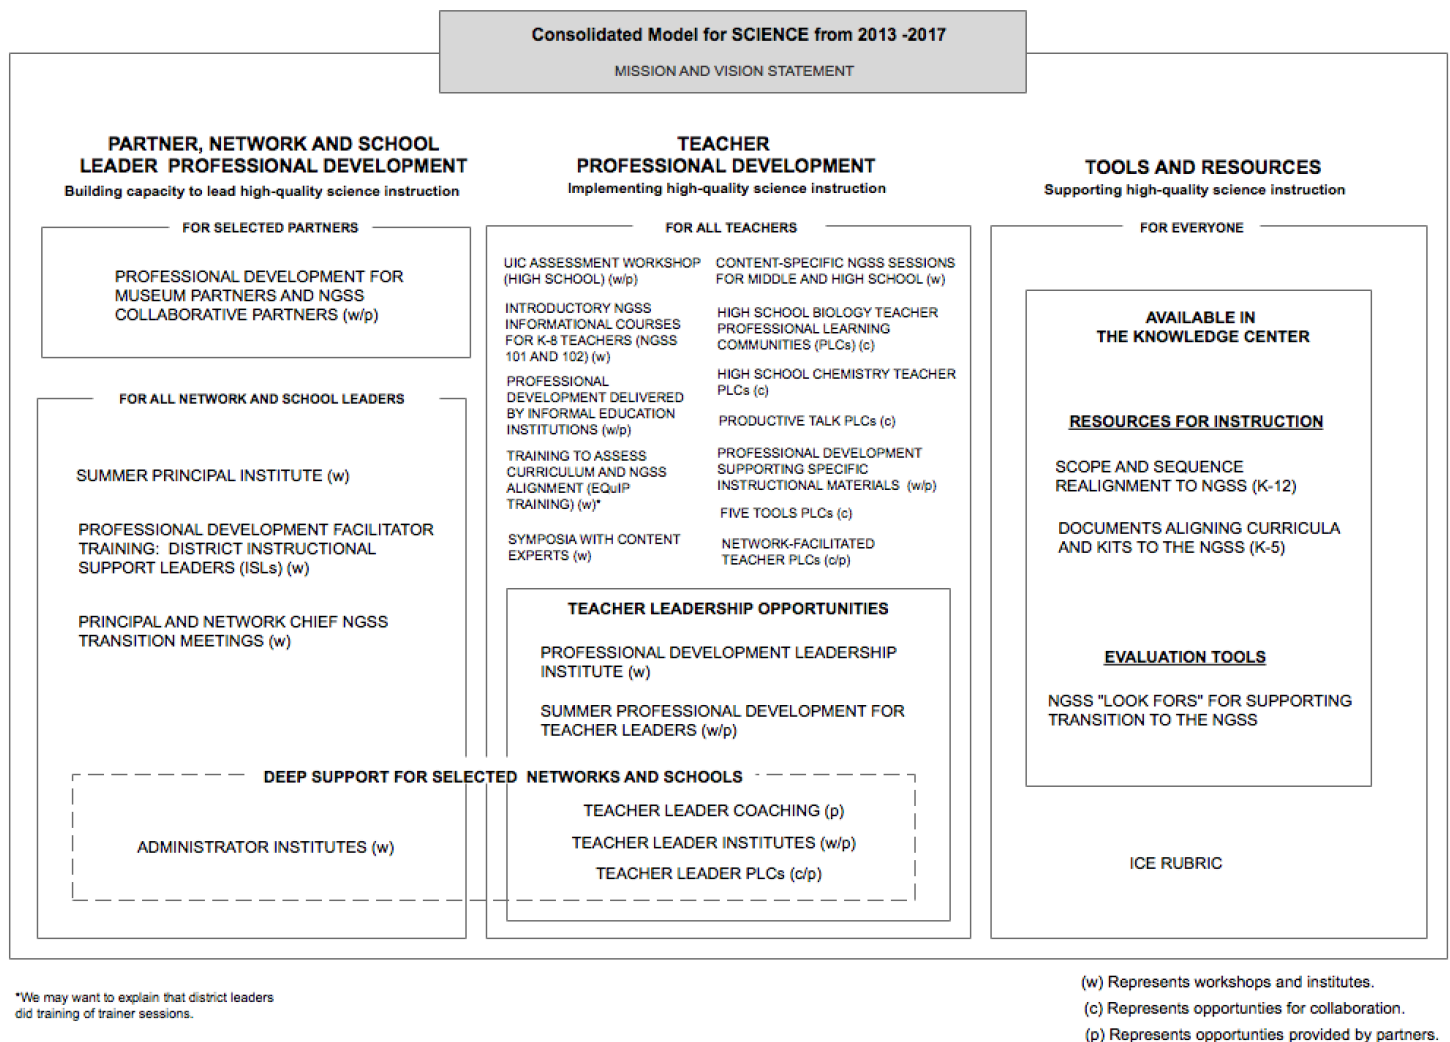 Consolidated Model for SCIENCE from 2013 -2017
MISSION AND VISION STATEMENT
PARTNER, NETWORK AND SCHOOL
LEADER PROFESSIONAL DEVELOPMENT
Building capacity to lead high-quality science instruction
FOR SELECTED PARTNERS
PROFESSIONAL DEVELOPMENT FOR
MUSEUM PARTNERS AND NGSS
COLLABORATIVE PARTNERS (w/p)
FOR ALL NETWORK AND SCHOOL LEADERS
SUMMER PRINCIPAL INSTITUTE (w)
PROFESSIONAL DEVELOPMENT FACILITATOR
TRAINING: DISTRICT INSTRUCTIONAL
SUPPORT LEADERS (ISLs) (w)
PRINCIPAL AND NETWORK CHIEF NGSS
TRANSITION MEETINGS (w)
TEACHER
PROFESSIONAL DEVELOPMENT
Implementing high-quality science instruction
FOR ALL TEACHERS
UIC ASSESSMENT WORKSHOP
(HIGH SCHOOL) (w/p)
INTRODUCTORY NGSS
INFORMATIONAL COURSES
FOR K-8 TEACHERS (NGSS
101 AND 102) (w)
PROFESSIONAL
DEVELOPMENT DELIVERED
BY INFORMAL EDUCATION
INSTITUTIONS (w/p)
TRAINING TO ASSESS
CURRICULUM AND NGSS
ALIGNMENT (EQuIP
TRAINING) (w)*
SYMPOSIA WITH CONTENT
EXPERTS (w)
CONTENT-SPECIFIC NGSS SESSIONS
FOR MIDDLE AND HIGH SCHOOL (w)
HIGH SCHOOL BIOLOGY TEACHER
PROFESSIONAL LEARNING
COMMUNITIES (PLCs) (c)
HIGH SCHOOL CHEMISTRY TEACHER
PLCs (c)
PRODUCTIVE TALK PLCs (c)
PROFESSIONAL DEVELOPMENT
SUPPORTING SPECIFIC
INSTRUCTIONAL MATERIALS (w/p)
FIVE TOOLS PLCs (c)
NETWORK-FACILITATED
TEACHER PLCs (c/p)
TEACHER LEADERSHIP OPPORTUNITIES
PROFESSIONAL DEVELOPMENT LEADERSHIP
INSTITUTE (w)
SUMMER PROFESSIONAL DEVELOPMENT FOR
TEACHER LEADERS (w/p)
DEEP SUPPORT FOR SELECTED NETWORKS AND SCHOOLS
ADMINISTRATOR INSTITUTES (w)
TEACHER LEADER COACHING (p)
TEACHER LEADER INSTITUTES (w/p)
TEACHER LEADER PLCs (c/p)
TOOLS AND RESOURCES
Supporting high-quality science instruction
FOR EVERYONE
AVAILABLE IN
THE KNOWLEDGE CENTER
RESOURCES FOR INSTRUCTION
SCOPE AND SEQUENCE
REALIGNMENT TO NGSS (K-12)
DOCUMENTS ALIGNING CURRICULA
AND KITS TO THE NGSS (K-5)
EVALUATION TOOLS
NGSS "LOOK FORS" FOR SUPPORTING
TRANSITION TO THE NGSS
ICE RUBRIC
*We may want to explain that district leaders
did training of trainer sessions.
(w) Represents workshops and institutes.
(c) Represents opportunties for collaboration.
(p) Represents opportunties provided by partners.